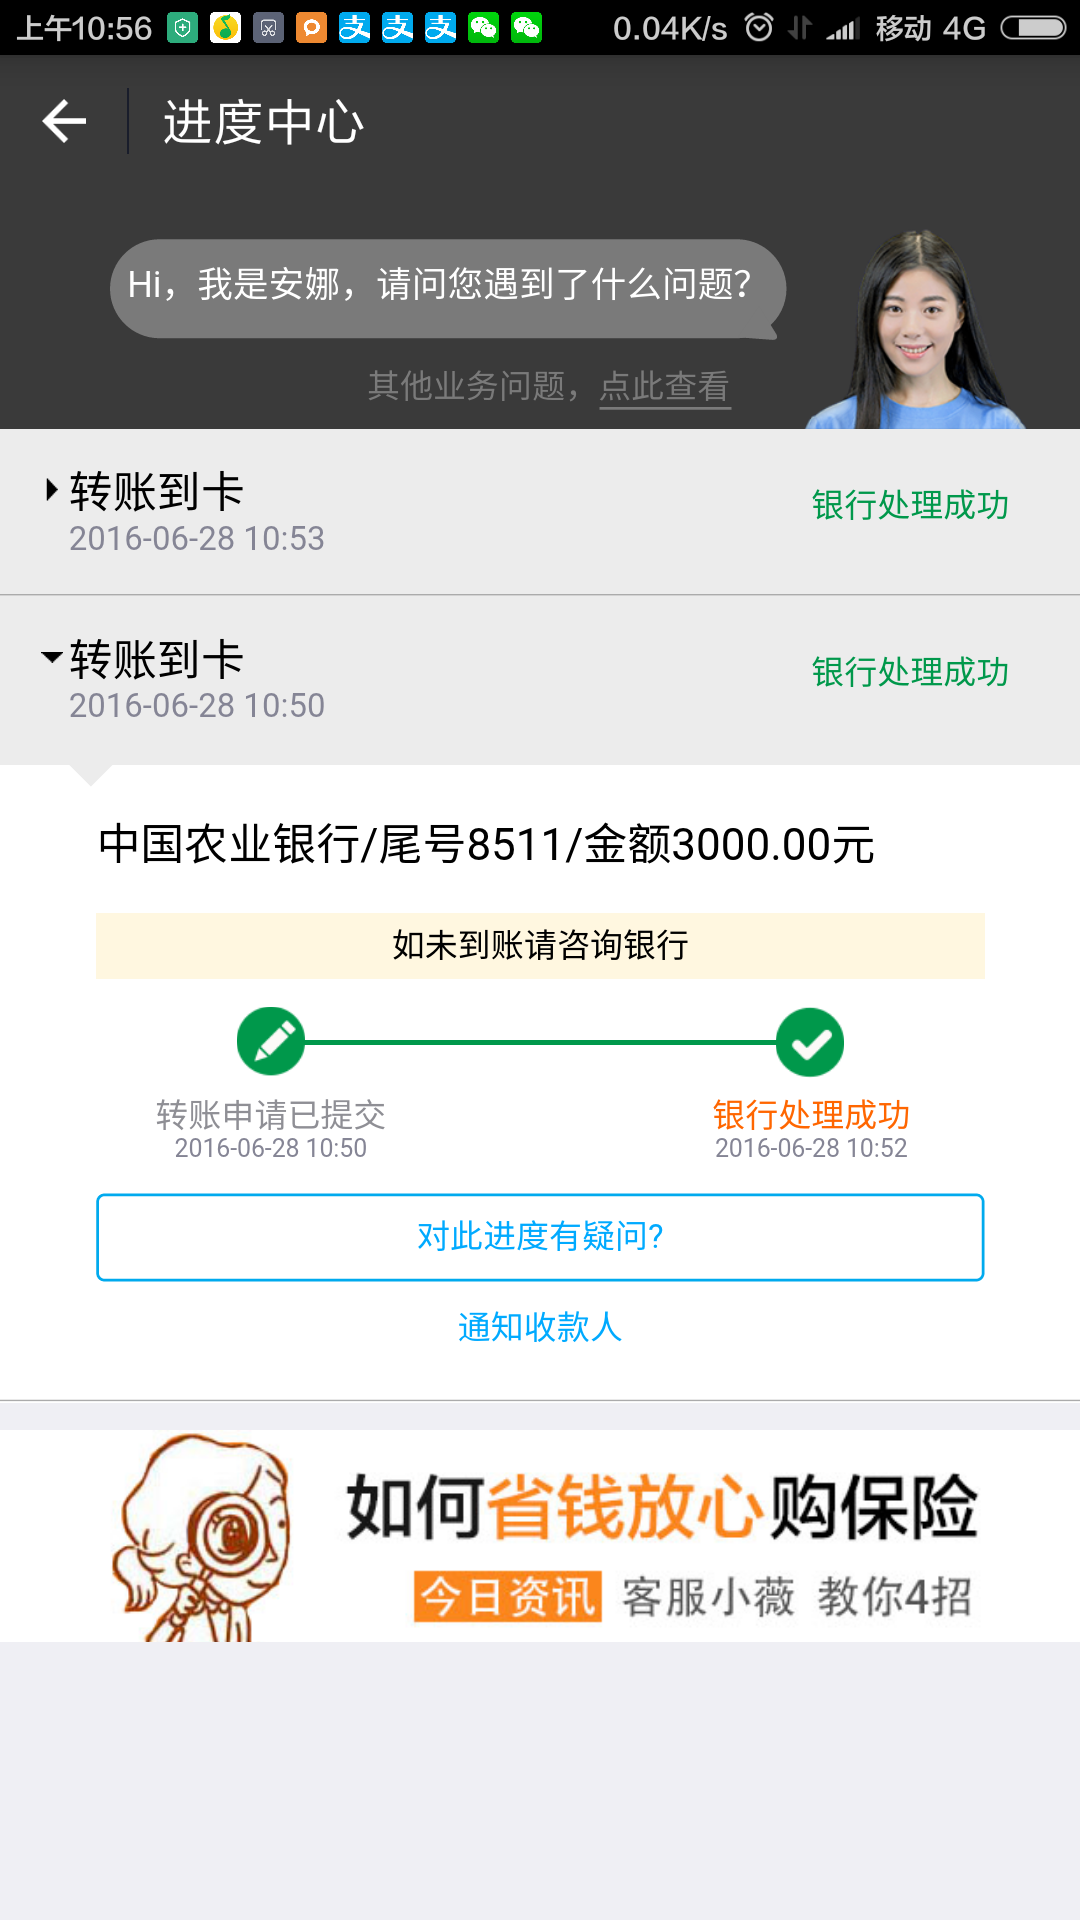 上午10:56 0.04K/s 移动 4G
进度中心
Hi，我是安娜，请问您遇到了什么问题？
其他业务问题，点此查看
转账到卡
银行处理成功
2016-06-28 10:53
转账到卡
银行处理成功
2016-06-28 10:50
中国农业银行/尾号8511/金额3000.00元
如未到账请咨询银行
转账申请已提交
2016-06-28 10:50
银行处理成功
2016-06-28 10:52
对此进度有疑问?
通知收款人
如何省钱放心购保险
今日资讯 客服小薇 教你4招